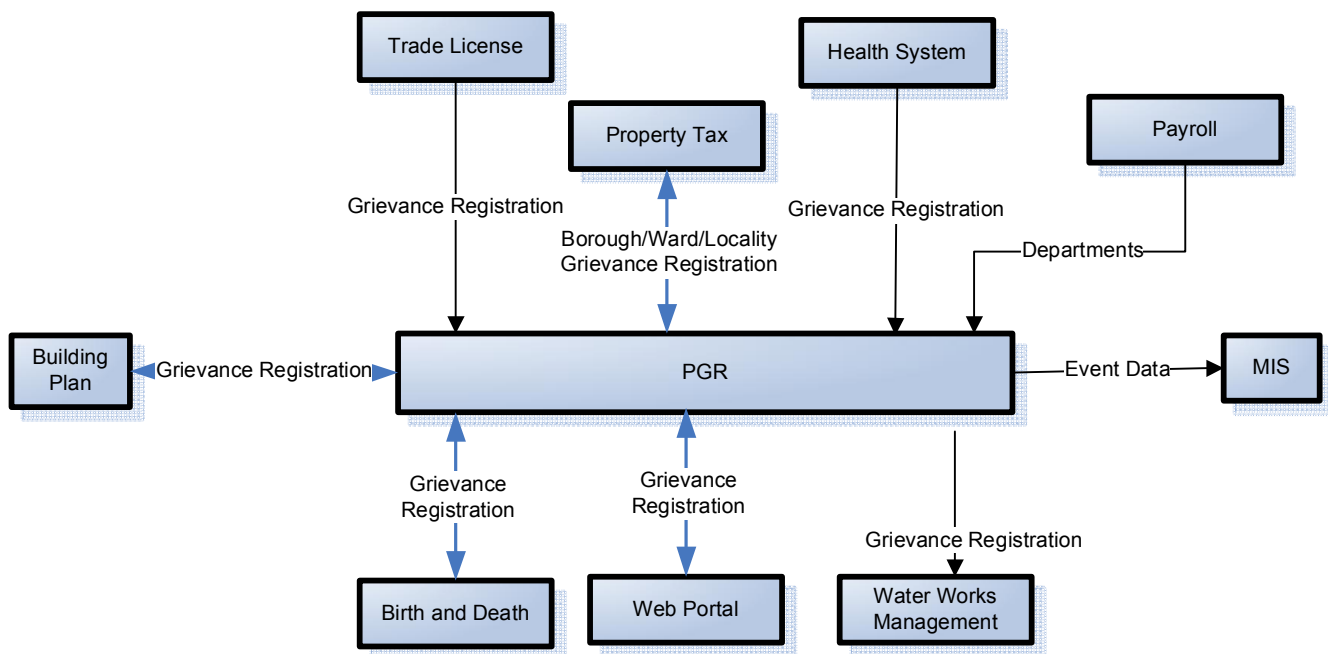 Trade License
Health System
Property Tax
Payroll
Grievance Registration
Grievance Registration
Borough/Ward/Locality
Grievance Registration
Departments
Building
Plan
Grievance Registration
PGR
Event Data
MIS
Grievance
Registration
Grievance
Registration
Grievance Registration
Birth and Death
Web Portal
Water Works
Management